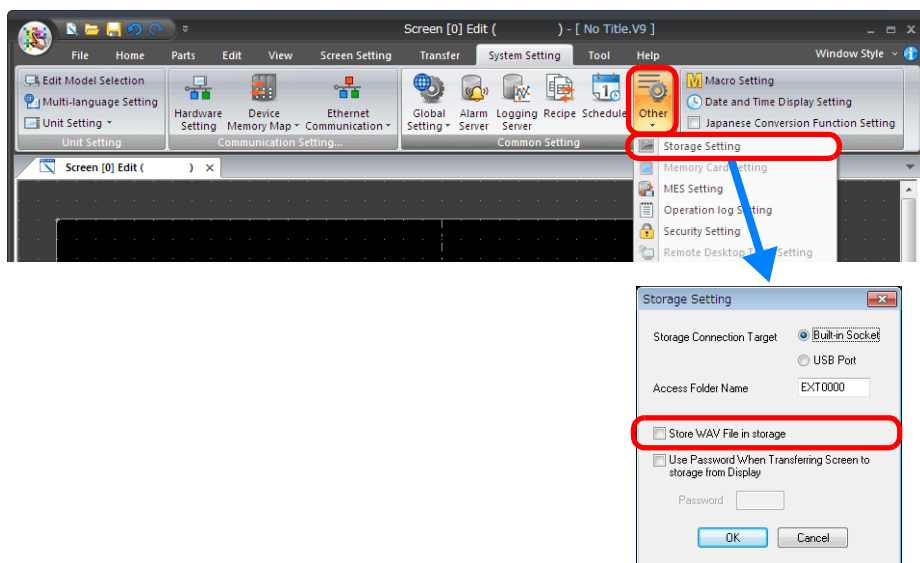 Screen [0] Edit ( ) - [ No Title.V9 ]
File Home Parts Edit View Screen Setting Transfer System Setting Tool Help Window Style
Edit Model Selection
Multi-language Setting
Unit Setting
Unit Setting
Hardware Setting
Device Memory Map
Ethernet Communication
Communication Setting...
Global Setting
Alarm Server
Logging Server
Recipe
Schedule
Other
Common Setting
Macro Setting
Date and Time Display Setting
Japanese Conversion Function Setting
Screen [0] Edit ( )
Storage Setting
Memory Card Setting
MES Setting
Operation log Setting
Security Setting
Remote Desktop Setting
Storage Setting
Storage Connection Target
Built-in Socket
USB Port
Access Folder Name
EXT0000
Store WAV File in storage
Use Password When Transferring Screen to
storage from Display
Password
OK Cancel